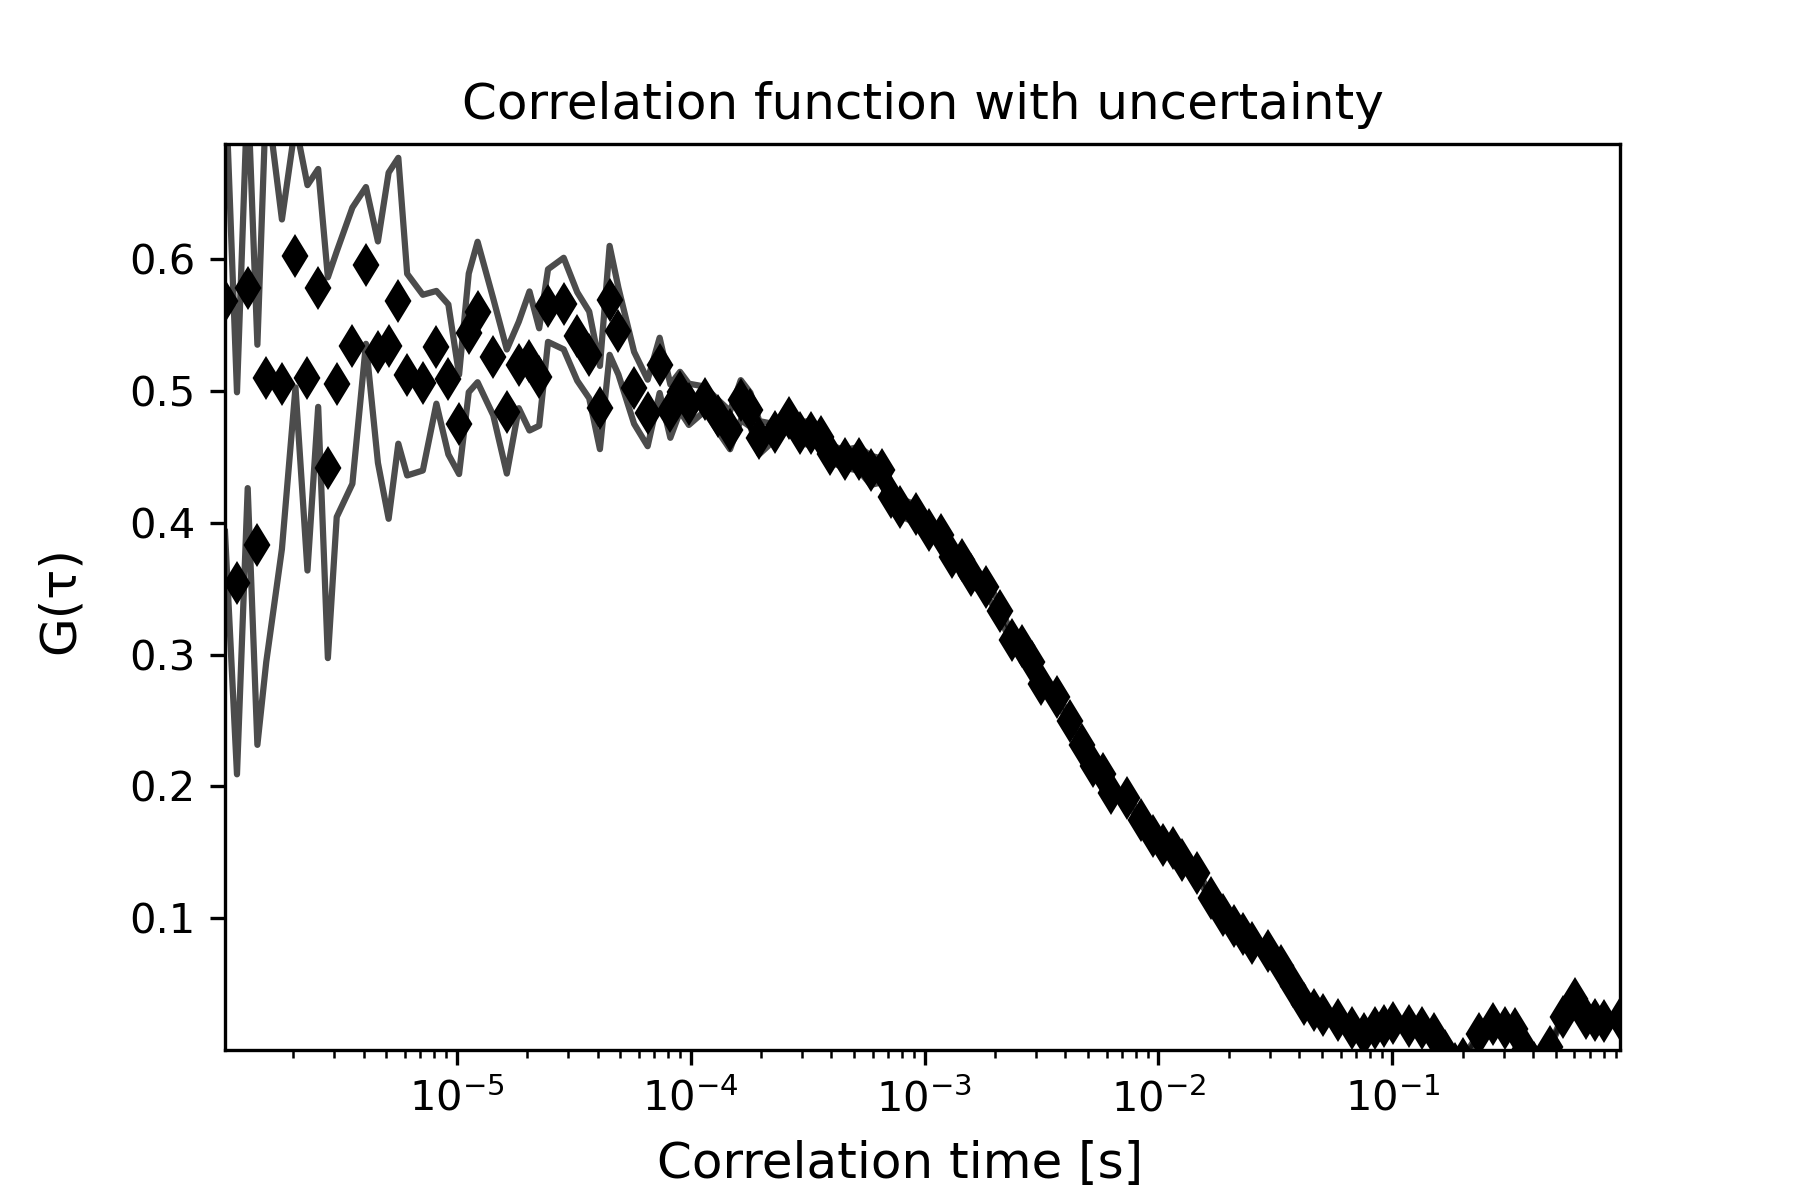 Correlation function with uncertainty
0.6
0.5
0.4
0.3
0.2
0.1
G(τ)
10⁻⁵ 10⁻⁴ 10⁻³ 10⁻² 10⁻¹
Correlation time [s]